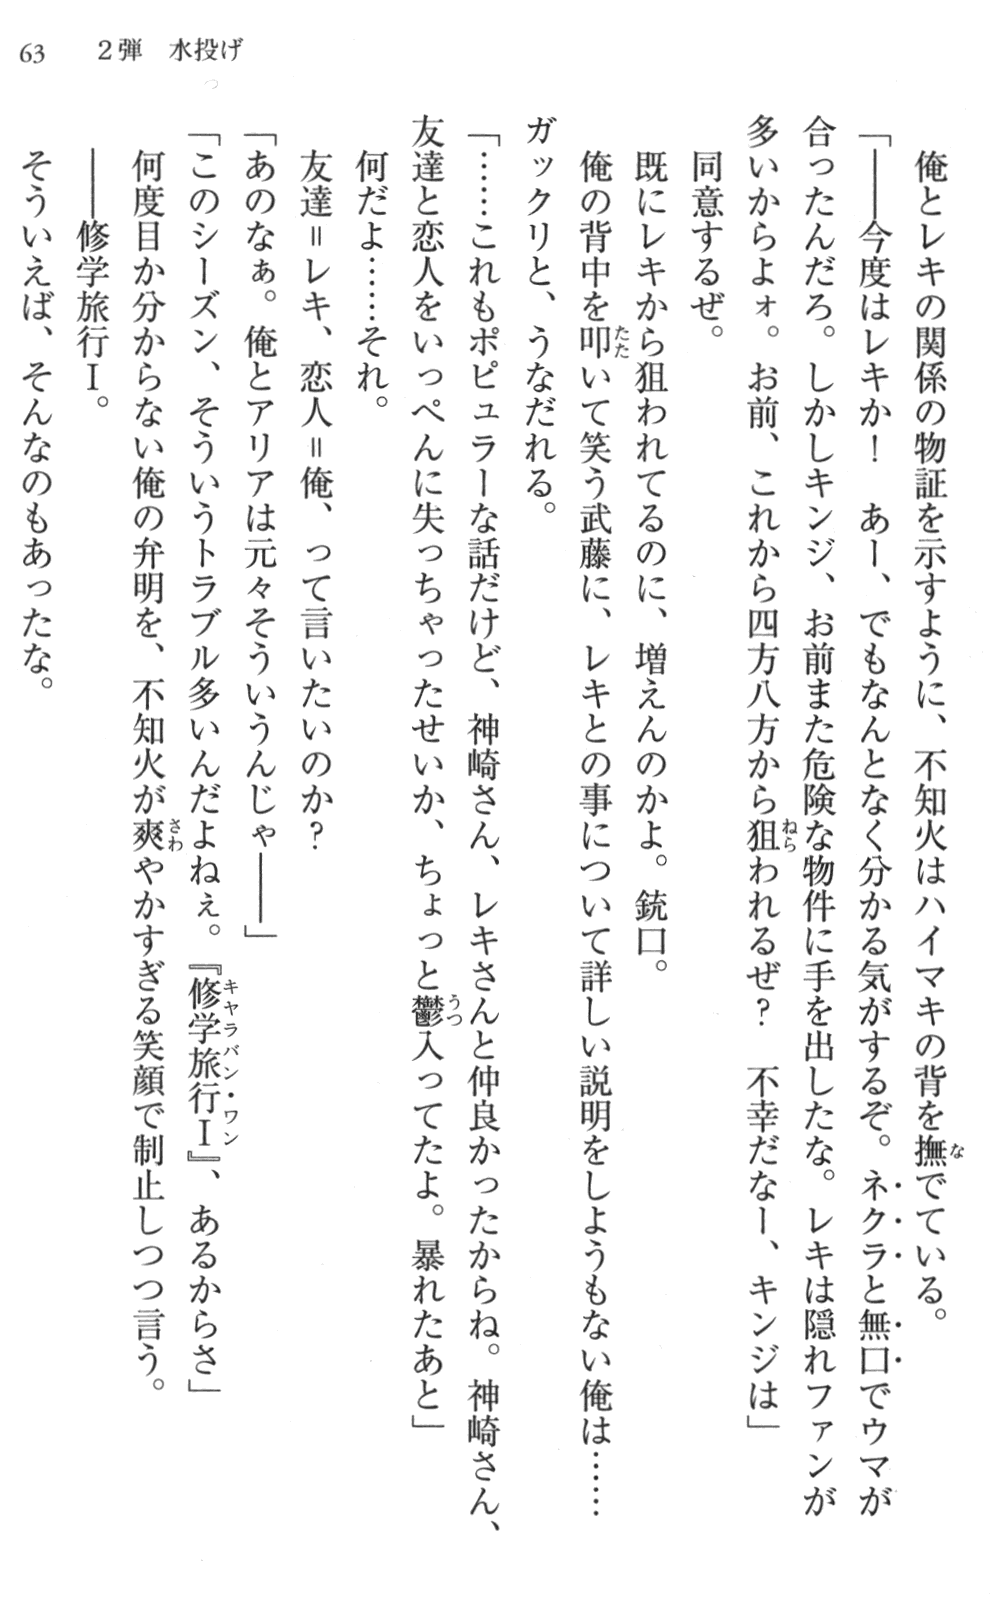 63　２弾　水投げ
　俺とレキの関係の物証を示すように、不知火はハイマキの背を撫でている。
「――今度はレキか！　あー、でもなんとなく分かる気がするぞ。ネクラと無口でウマが
合ったんだろ。しかしキンジ、お前また危険な物件に手を出したな。レキは隠れファンが
多いからよォ。お前、これから四方八方から狙われるぜ？　不幸だなー、キンジは」
　同意するぜ。
　既にレキから狙われてるのに、増えんのかよ。銃口。
　俺の背中を叩いて笑う武藤に、レキとの事について詳しい説明をしようもない俺は……
ガックリと、うなだれる。
「……これもポピュラーな話だけど、神崎さん、レキさんと仲良かったからね。神崎さん、
友達と恋人をいっぺんに失っちゃったせいか、ちょっと鬱入ってたよ。暴れたあと」
　何だよ……それ。
　友達＝レキ、恋人＝俺、って言いたいのか？
「あのなぁ。俺とアリアは元々そういうんじゃ――」
「このシーズン、そういうトラブル多いんだよねぇ。『修学旅行Ⅰ』、あるからさ」
　何度目か分からない俺の弁明を、不知火が爽やかすぎる笑顔で制止しつつ言う。
　――修学旅行Ⅰ。
　そういえば、そんなのもあったな。